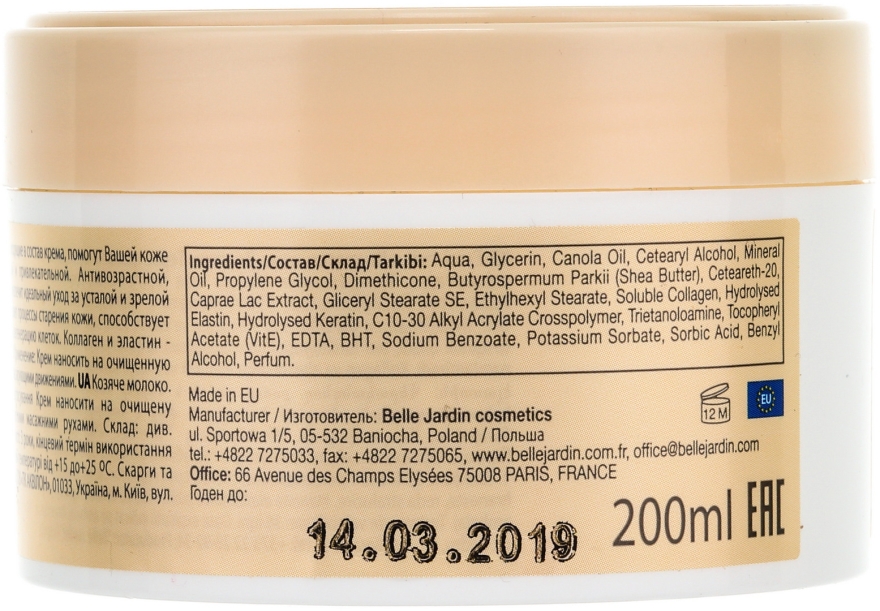 в состав крема, помогут Вашей коже
привлекательной. Антивозрастной,
идеальный уход за усталой и зрелой
процессы старения кожи, способствует
клеток. Коллаген и эластин -
Крем наносить на очищенную
движениями. UA Козяче молоко.
Крем наносити на очищену
масажними рухами. Склад: див.
кінцевий термін використання
від +15 до+25 ОС. Скарги та
01033, Україна, м. Київ, вул.
Ingredients/Состав/Склад/Tarkibi: Aqua, Glycerin, Canola Oil, Cetearyl Alcohol, Mineral
Oil, Propylene Glycol, Dimethicone, Butyrospermum Parkii (Shea Butter), Ceteareth-20,
Caprae Lac Extract, Gliceryl Stearate SE, Ethylhexyl Stearate, Soluble Collagen, Hydrolysed
Elastin, Hydrolysed Keratin, C10-30 Alkyl Acrylate Crosspolymer, Trietanoloamine, Tocopheryl
Acetate (VitE), EDTA, BHT, Sodium Benzoate, Potassium Sorbate, Sorbic Acid, Benzyl
Alcohol, Perfum.
Made in EU
Manufacturer / Изготовитель: Belle Jardin cosmetics
ul. Sportowa 1/5, 05-532 Baniocha, Poland / Польша
tel.: +4822 7275033, fax: +4822 7275065, www.bellejardin.com.fr, office@bellejardin.com
Office: 66 Avenue des Champs Elysées 75008 PARIS, FRANCE
Годен до:
12 M
EU
14.03.2019
200ml EAC